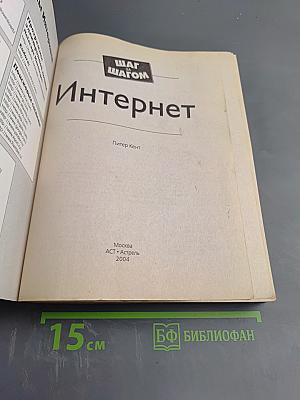 ШАГ
ЗА
ШАГОМ
Интернет
Питер Кент
Москва
АСТ • Астрель
2004
15 см
БФ БИБЛИОФАН